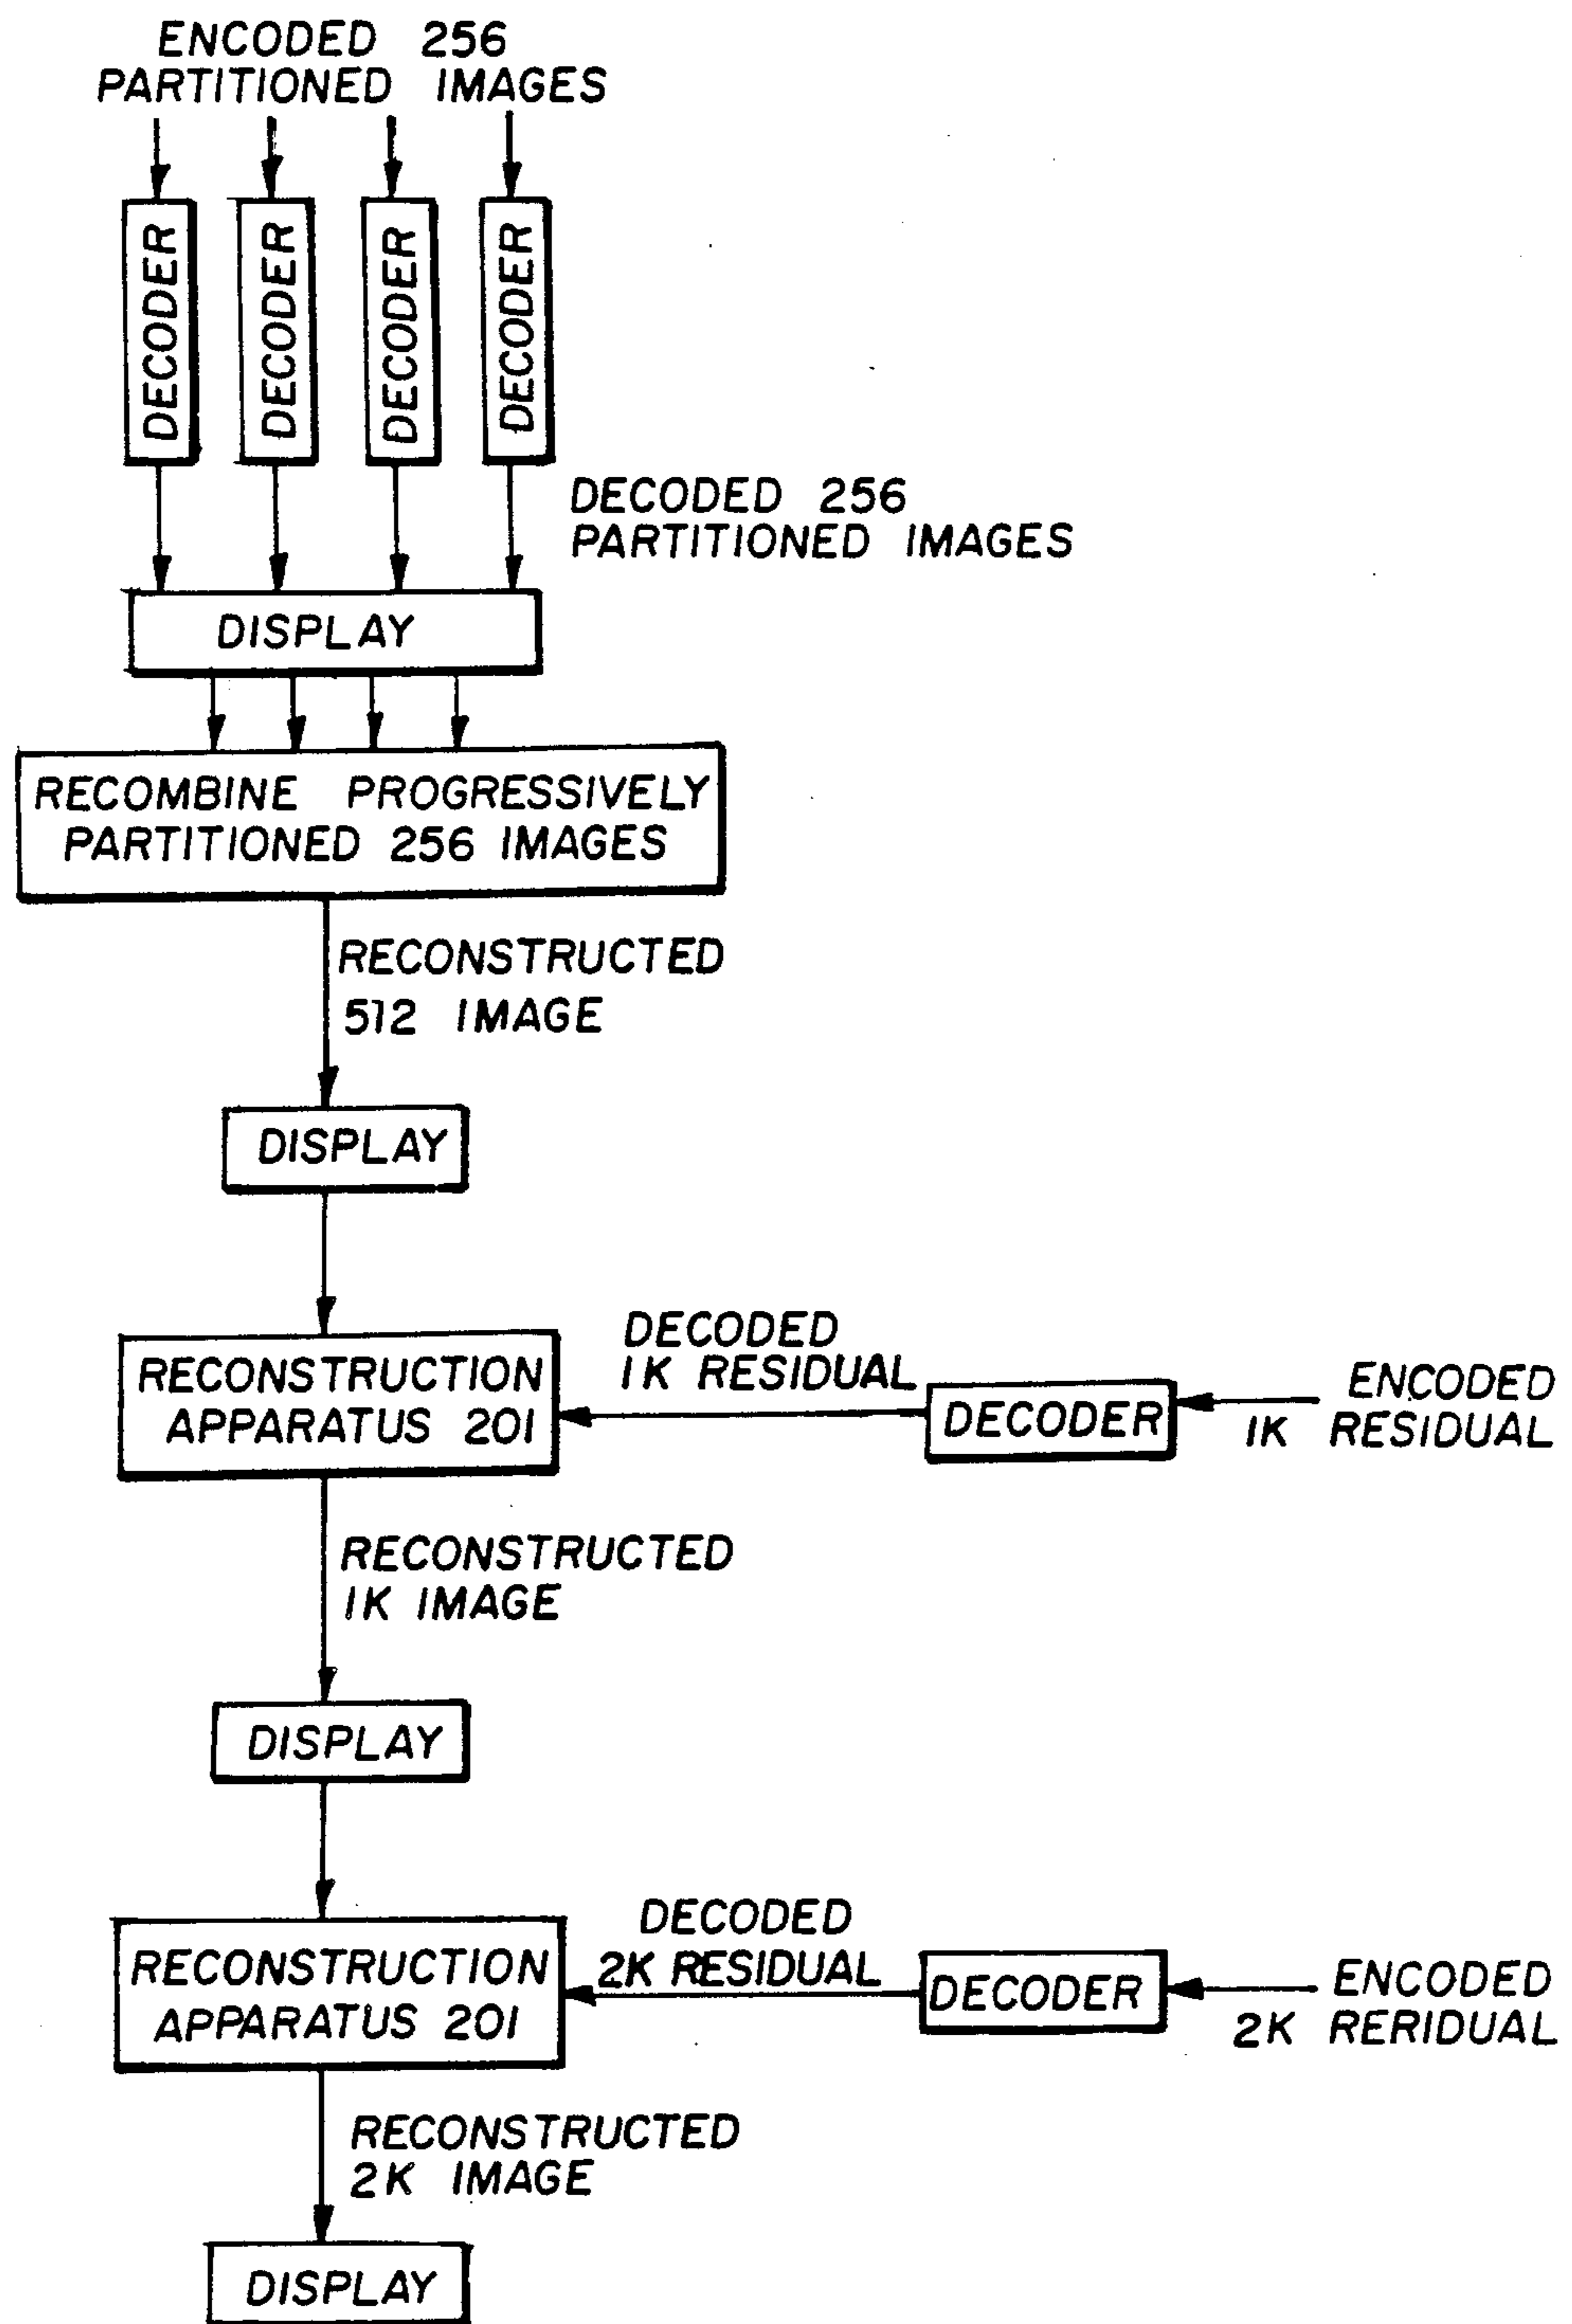 ENCODED 256
PARTITIONED IMAGES
DECODER
DECODER
DECODER
DECODER
DECODED 256
PARTITIONED IMAGES
DISPLAY
RECOMBINE PROGRESSIVELY
PARTITIONED 256 IMAGES
RECONSTRUCTED
512 IMAGE
DISPLAY
RECONSTRUCTION
APPARATUS 201
DECODED
1K RESIDUAL
DECODER
ENCODED
1K RESIDUAL
RECONSTRUCTED
1K IMAGE
DISPLAY
RECONSTRUCTION
APPARATUS 201
DECODED
2K RESIDUAL
DECODER
ENCODED
2K RERIDUAL
RECONSTRUCTED
2K IMAGE
DISPLAY